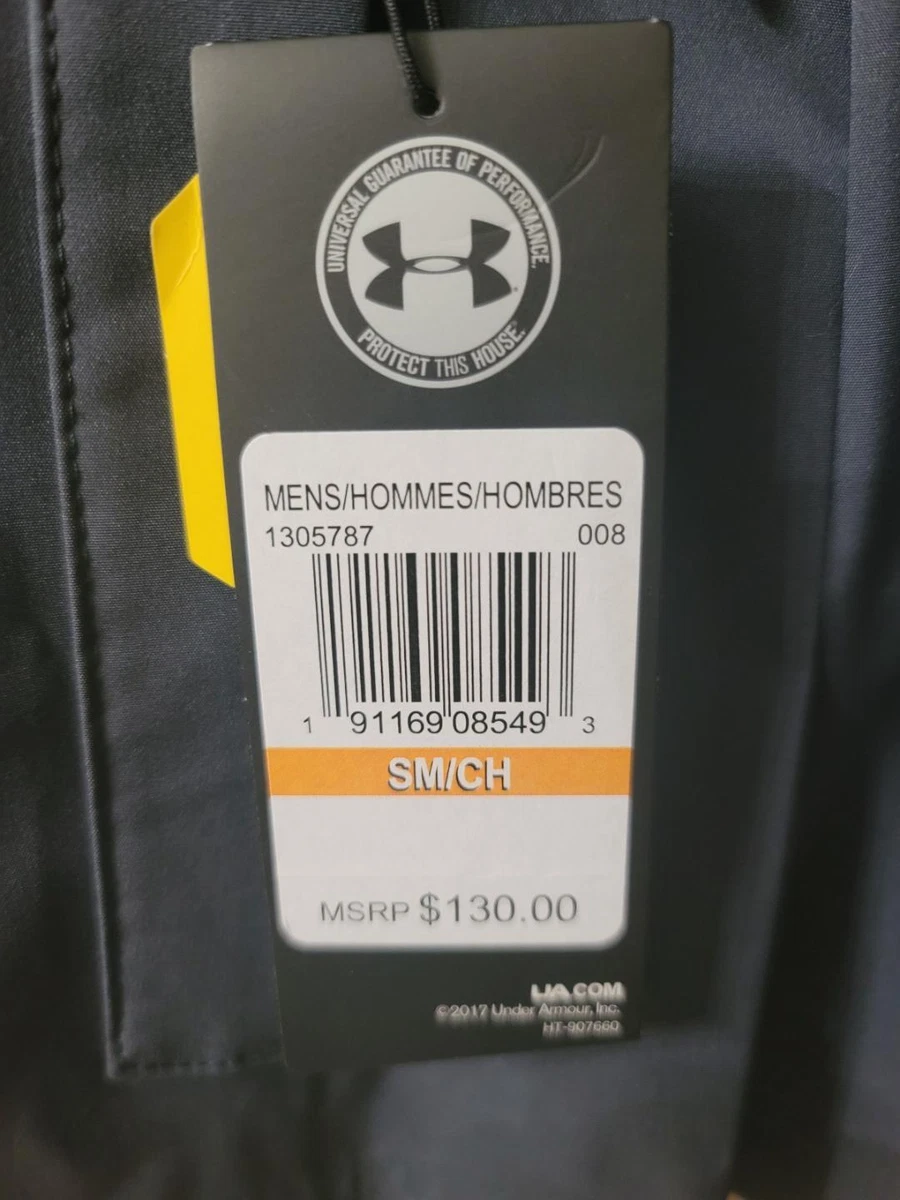 UNIVERSAL GUARANTEE OF PERFORMANCE.
PROTECT THIS HOUSE.
MENS/HOMMES/HOMBRES
1305787 008
1 91169 08549 3
SM/CH
MSRP $130.00
UA.COM
©2017 Under Armour, Inc.
HT-907660